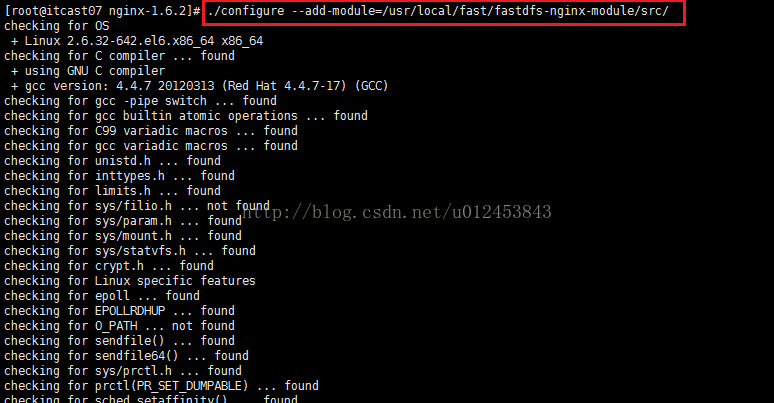 [root@itcast07 nginx-1.6.2]# ./configure --add-module=/usr/local/fast/fastdfs-nginx-module/src/
checking for OS
 + Linux 2.6.32-642.el6.x86_64 x86_64
checking for C compiler ... found
 + using GNU C compiler
 + gcc version: 4.4.7 20120313 (Red Hat 4.4.7-17) (GCC)
checking for gcc -pipe switch ... found
checking for gcc builtin atomic operations ... found
checking for C99 variadic macros ... found
checking for gcc variadic macros ... found
checking for unistd.h ... found
checking for inttypes.h ... found
checking for limits.h ... found
checking for sys/filio.h ... not found
http://blog.csdn.net/u012453843
checking for sys/param.h ... found
checking for sys/mount.h ... found
checking for sys/statvfs.h ... found
checking for crypt.h ... found
checking for Linux specific features
checking for epoll ... found
checking for EPOLLRDHUP ... found
checking for O_PATH ... not found
checking for sendfile() ... found
checking for sendfile64() ... found
checking for sys/prctl.h ... found
checking for prctl(PR_SET_DUMPABLE) ... found
checking for sched_setaffinity() ... found